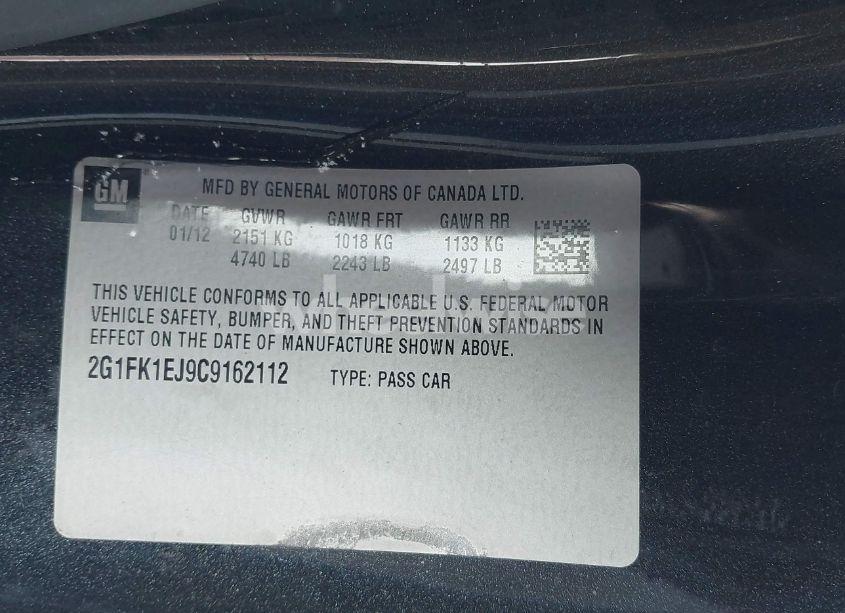 GM
MFD BY GENERAL MOTORS OF CANADA LTD.
DATE GVWR GAWR FRT GAWR RR
01/12 2151 KG 1018 KG 1133 KG
4740 LB 2243 LB 2497 LB
THIS VEHICLE CONFORMS TO ALL APPLICABLE U.S. FEDERAL MOTOR
VEHICLE SAFETY, BUMPER, AND THEFT PREVENTION STANDARDS IN
EFFECT ON THE DATE OF MANUFACTURE SHOWN ABOVE.
2G1FK1EJ9C9162112 TYPE: PASS CAR